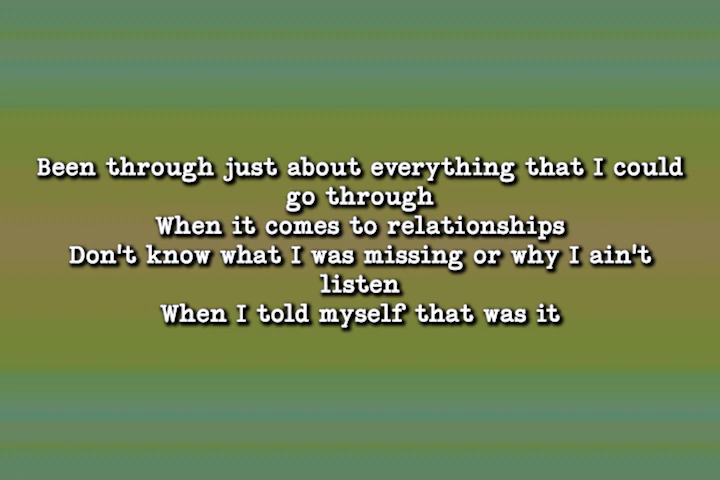 Been through just about everything that I could
go through
When it comes to relationships
Don't know what I was missing or why I ain't
listen
When I told myself that was it